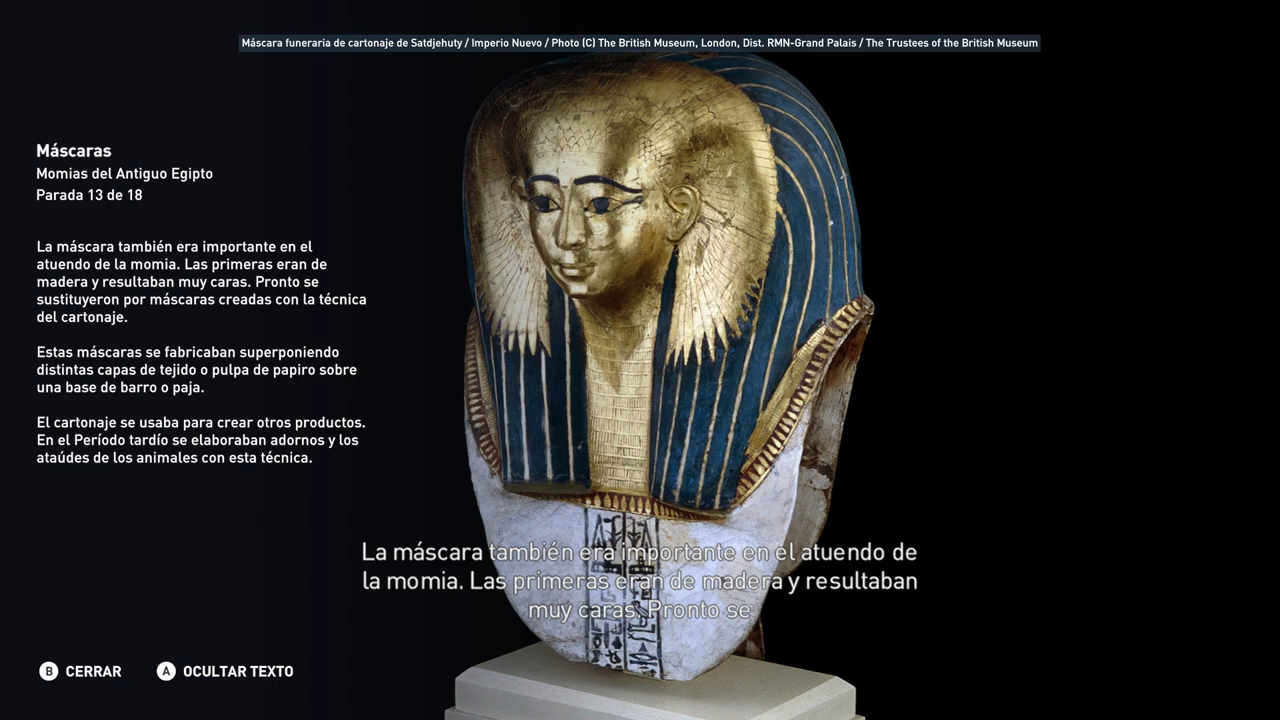 Máscara funeraria de cartonaje de Satdjehuty / Imperio Nuevo / Photo (C) The British Museum, London, Dist. RMN-Grand Palais / The Trustees of the British Museum
Máscaras
Momias del Antiguo Egipto
Parada 13 de 18
La máscara también era importante en el
atuendo de la momia. Las primeras eran de
madera y resultaban muy caras. Pronto se
sustituyeron por máscaras creadas con la técnica
del cartonaje.
Estas máscaras se fabricaban superponiendo
distintas capas de tejido o pulpa de papiro sobre
una base de barro o paja.
El cartonaje se usaba para crear otros productos.
En el Período tardío se elaboraban adornos y los
ataúdes de los animales con esta técnica.
La máscara también era importante en el atuendo de
la momia. Las primeras eran de madera y resultaban
muy caras. Pronto se
B CERRAR A OCULTAR TEXTO